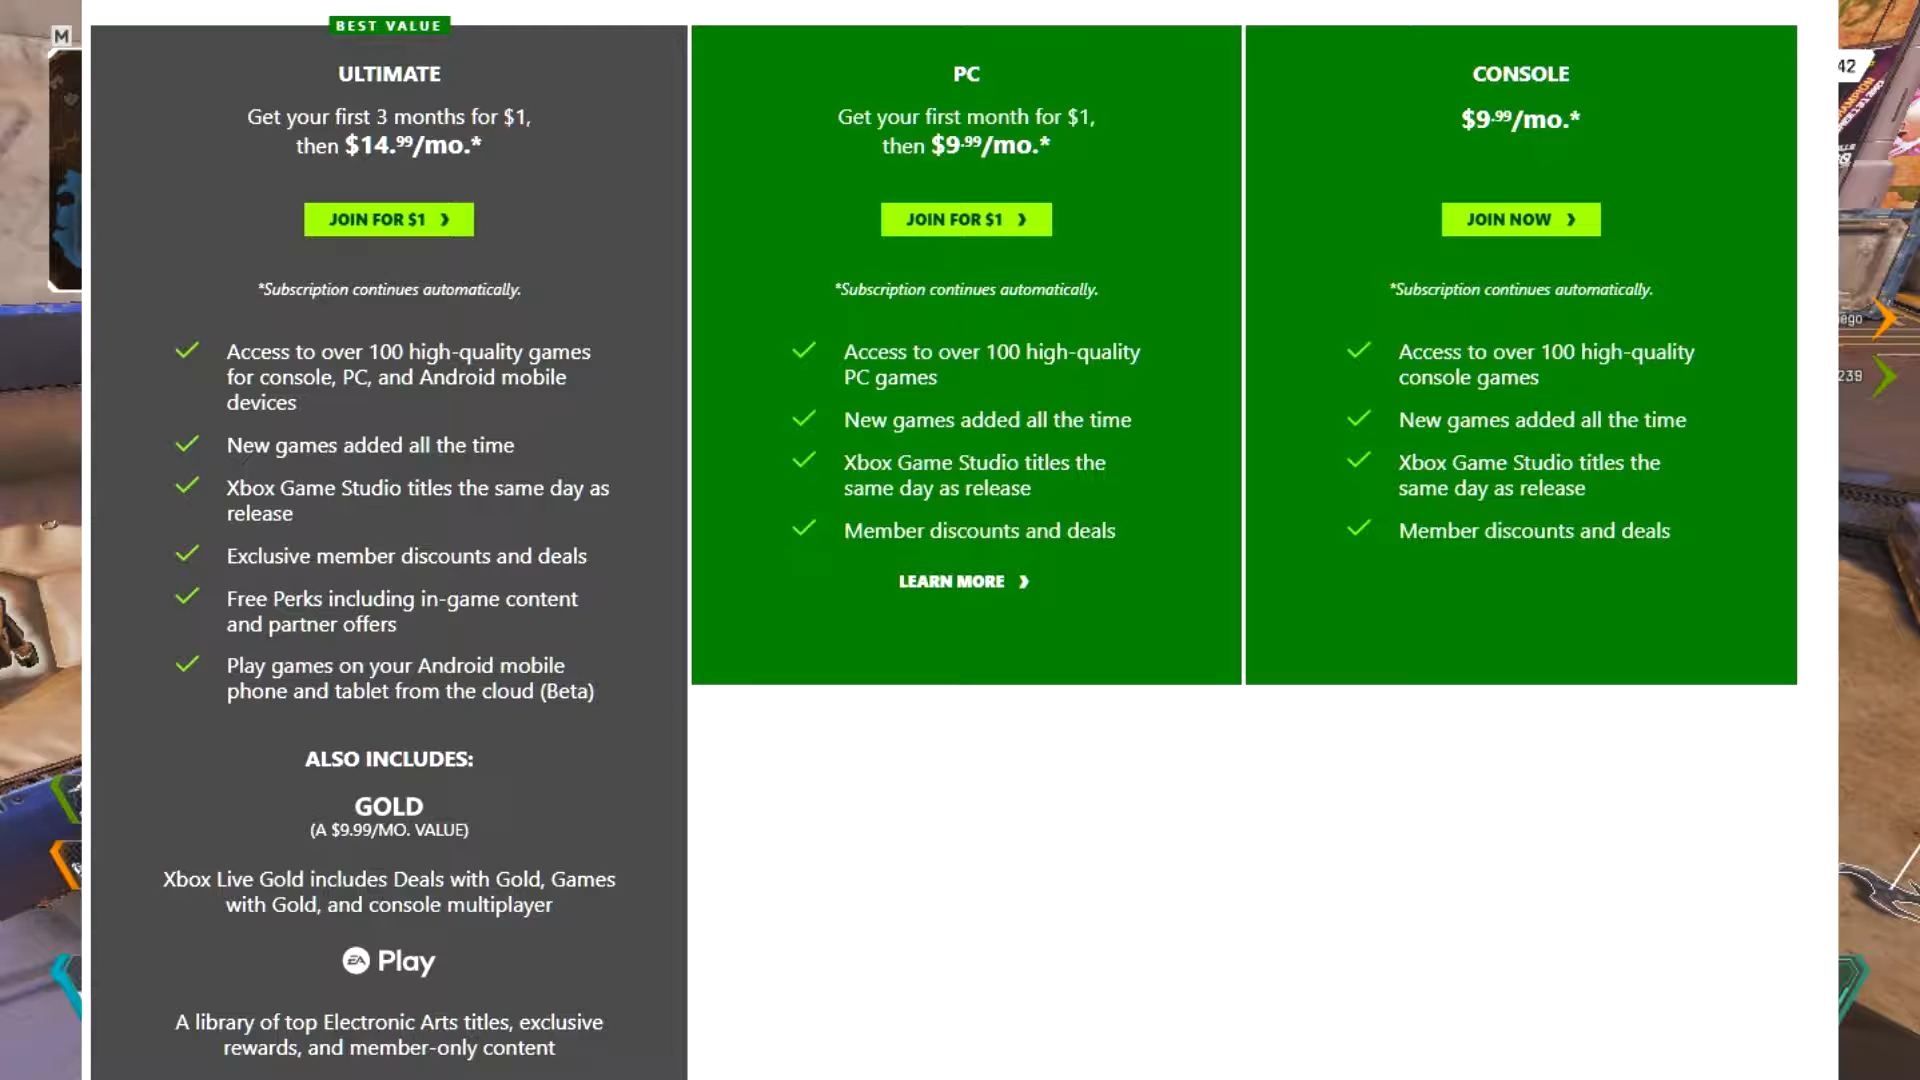 M
BEST VALUE
ULTIMATE
Get your first 3 months for $1,
then $14.99/mo.*
JOIN FOR $1 ❯
*Subscription continues automatically.
Access to over 100 high-quality games
for console, PC, and Android mobile
devices
New games added all the time
Xbox Game Studio titles the same day as
release
Exclusive member discounts and deals
Free Perks including in-game content
and partner offers
Play games on your Android mobile
phone and tablet from the cloud (Beta)
ALSO INCLUDES:
GOLD
(A $9.99/MO. VALUE)
Xbox Live Gold includes Deals with Gold, Games
with Gold, and console multiplayer
EA Play
A library of top Electronic Arts titles, exclusive
rewards, and member-only content
PC
Get your first month for $1,
then $9.99/mo.*
JOIN FOR $1 ❯
*Subscription continues automatically.
Access to over 100 high-quality
PC games
New games added all the time
Xbox Game Studio titles the
same day as release
Member discounts and deals
LEARN MORE ❯
CONSOLE
$9.99/mo.*
JOIN NOW ❯
*Subscription continues automatically.
Access to over 100 high-quality
console games
New games added all the time
Xbox Game Studio titles the
same day as release
Member discounts and deals
42
239